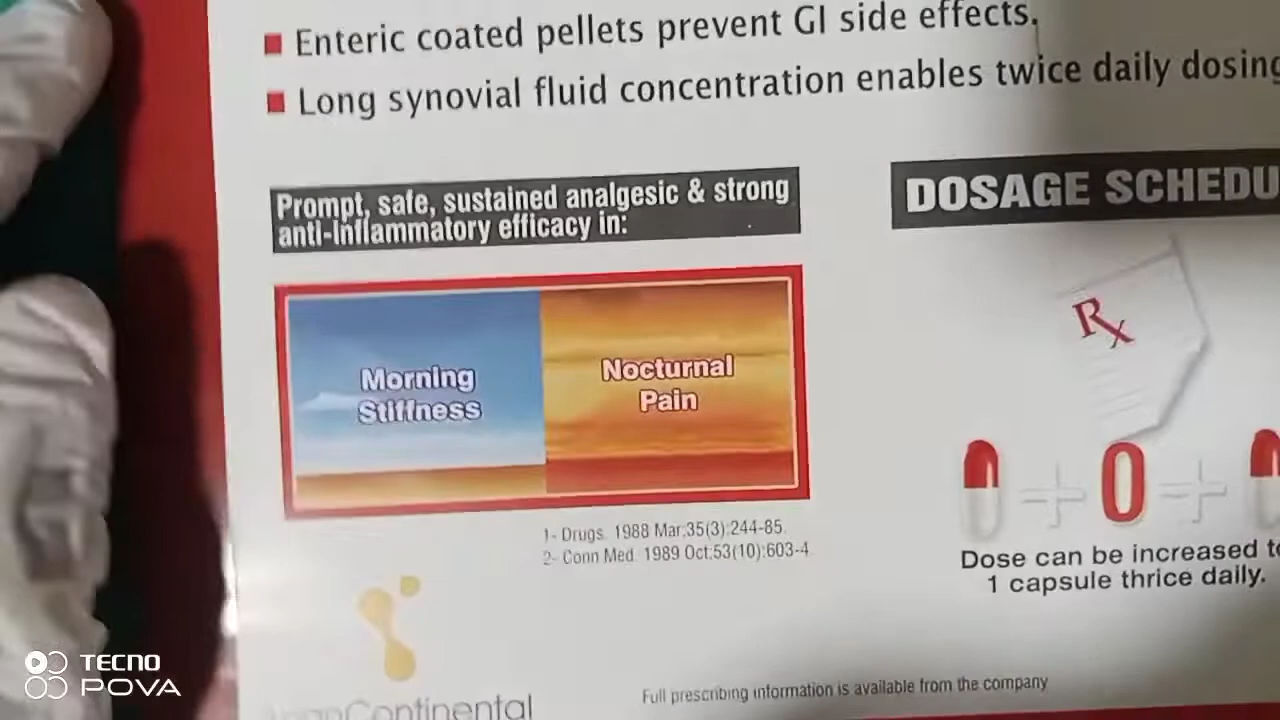 Enteric coated pellets prevent GI side effects.
Long synovial fluid concentration enables twice daily dosing
Prompt, safe, sustained analgesic & strong
anti-Inflammatory efficacy in:
DOSAGE SCHEDU
Rx
Morning
Stiffness
Nocturnal
Pain
0
1- Drugs. 1988 Mar;35(3):244-85.
2- Conn Med. 1989 Oct;53(10):603-4.
Dose can be increased to
1 capsule thrice daily.
Continental
Full prescribing information is available from the company
TECNO
POVA